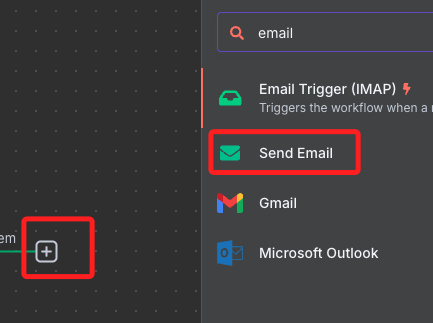 email
Email Trigger (IMAP)
Triggers the workflow when a
Send Email
em
Gmail
Microsoft Outlook